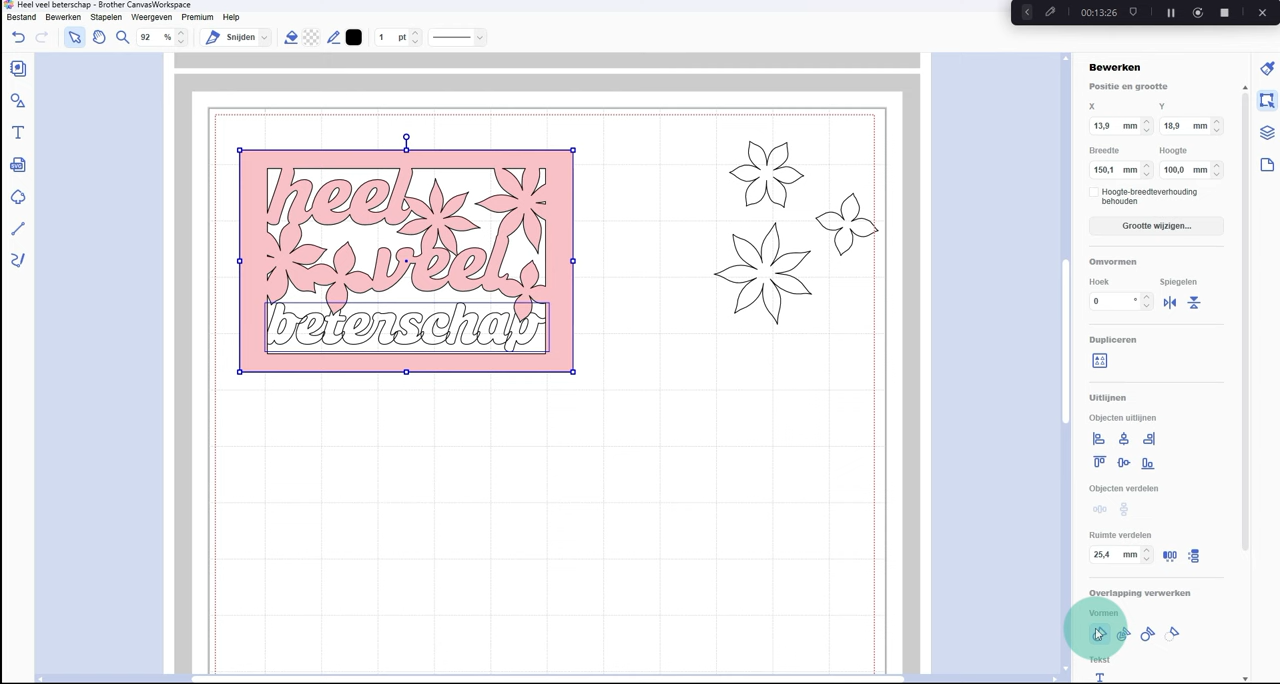 Heel veel beterschap - Brother CanvasWorkspace
00:13:26
Bestand Bewerken Stapelen Weergeven Premium Help
92 % Snijden 1 pt
Bewerken
Positie en grootte
X Y
13,9 mm 18,9 mm
Breedte Hoogte
150,1 mm 100,0 mm
Hoogte-breedteverhouding
behouden
Grootte wijzigen...
Omvormen
Hoek Spiegelen
0 °
Dupliceren
Uitlijnen
Objecten uitlijnen
Objecten verdelen
Ruimte verdelen
25,4 mm
Overlapping verwerken
Vormen
Tekst
heel
veel
beterschap